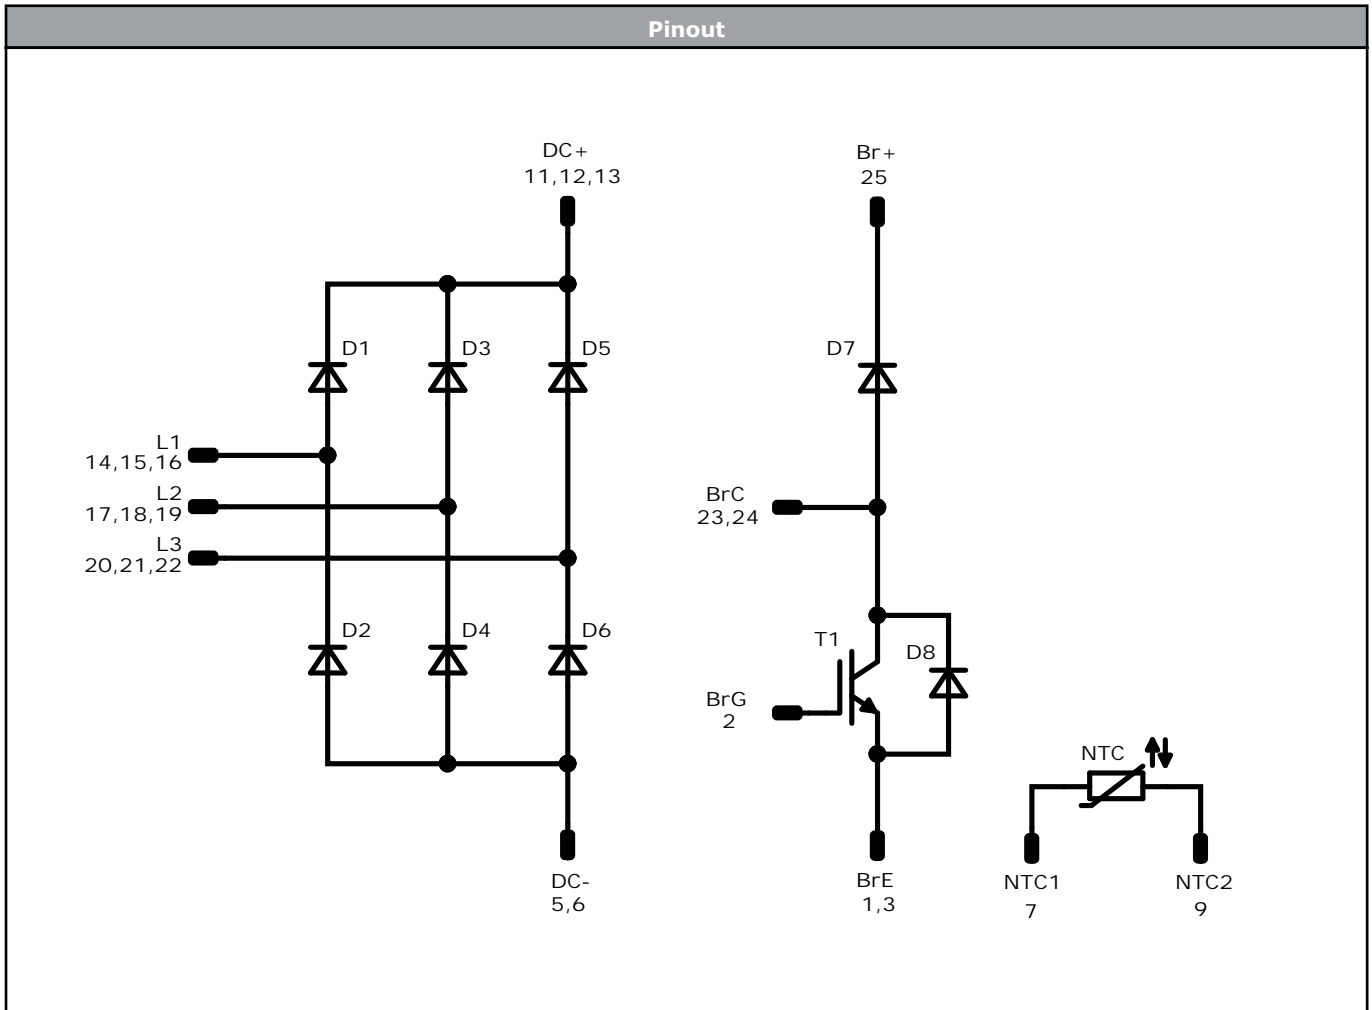 Pinout
DC+
11,12,13
Br+
25
D1
D3
D5
D7
L1
14,15,16
L2
17,18,19
L3
20,21,22
BrC
23,24
D2
D4
D6
T1
D8
BrG
2
NTC
DC-
5,6
BrE
1,3
NTC1
7
NTC2
9